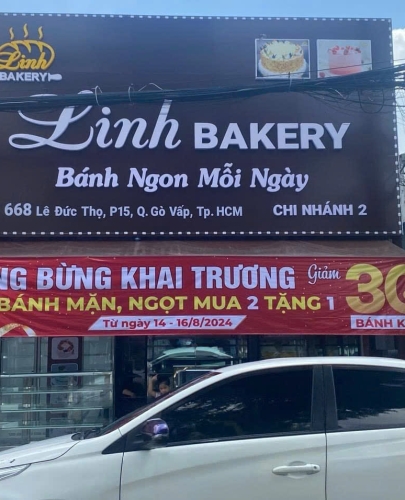 Linh
BAKERY
Linh BAKERY
Bánh Ngon Mỗi Ngày
668 Lê Đức Thọ, P15, Q. Gò Vấp, Tp. HCM
CHI NHÁNH 2
NG BỪNG KHAI TRƯƠNG
Giảm
BÁNH MẶN, NGỌT MUA 2 TẶNG 1
Từ ngày 14 - 16/8/2024
BÁNH K